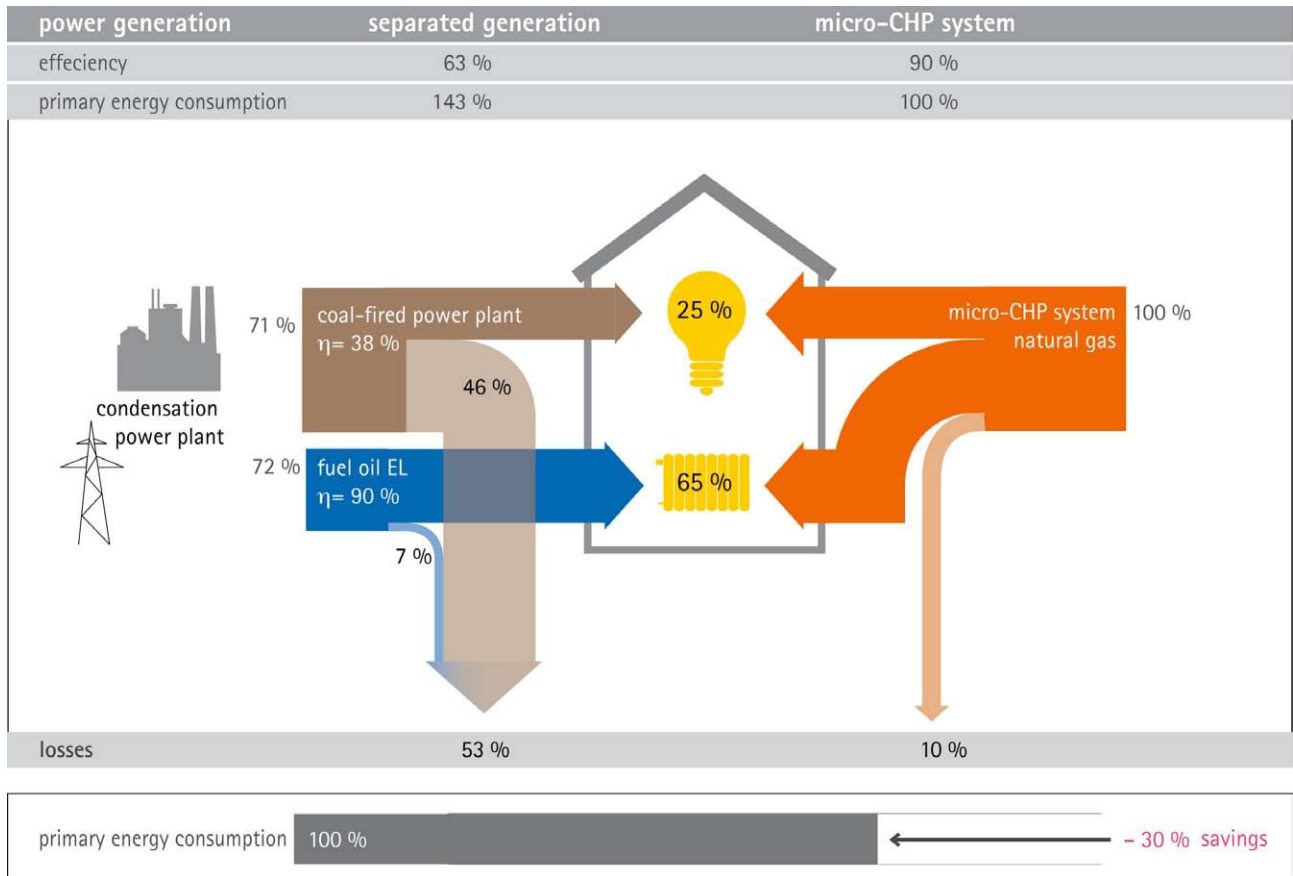 power generation separated generation micro-CHP system
effeciency 63 % 90 %
primary energy consumption 143 % 100 %
71 % coal-fired power plant 25 % micro-CHP system 100 %
η= 38 % natural gas
46 %
condensation
power plant
72 % fuel oil EL 65 %
η= 90 %
7 %
losses 53 % 10 %
primary energy consumption 100 % – 30 % savings